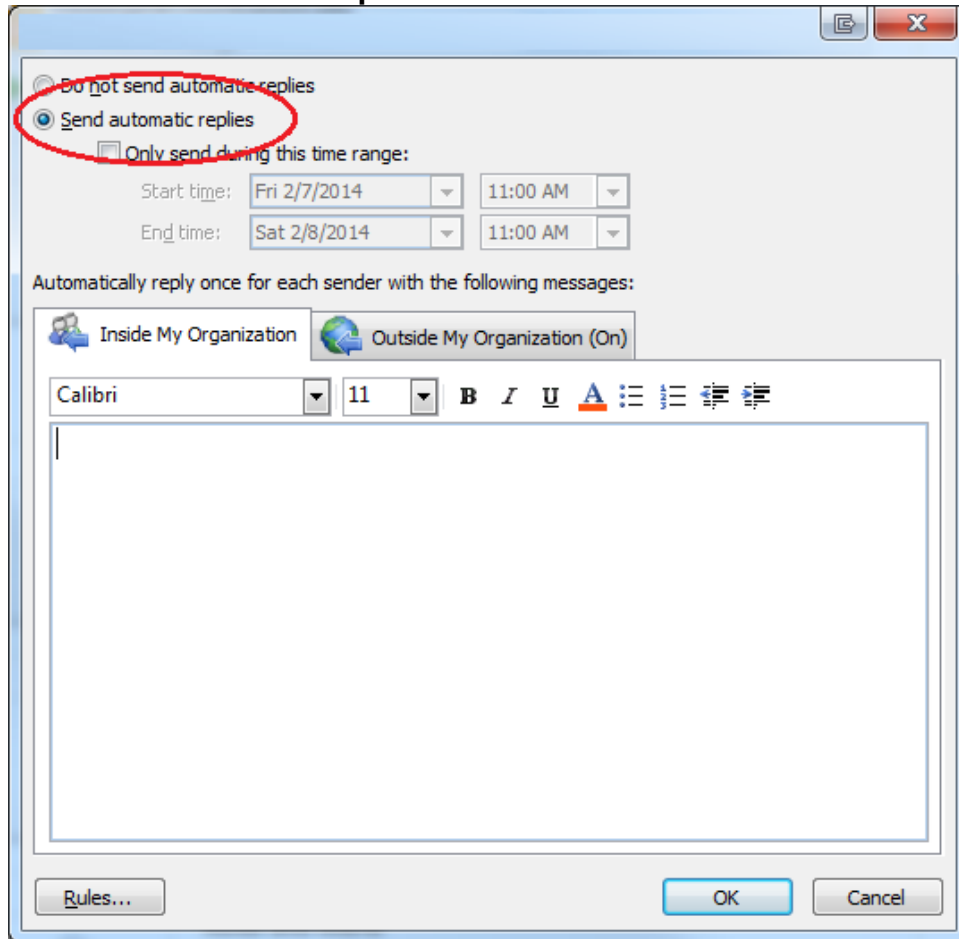 Do not send automatic replies
Send automatic replies
Only send during this time range:
Start time: Fri 2/7/2014 11:00 AM
End time: Sat 2/8/2014 11:00 AM
Automatically reply once for each sender with the following messages:
Inside My Organization Outside My Organization (On)
Calibri 11 B I U A
Rules... OK Cancel